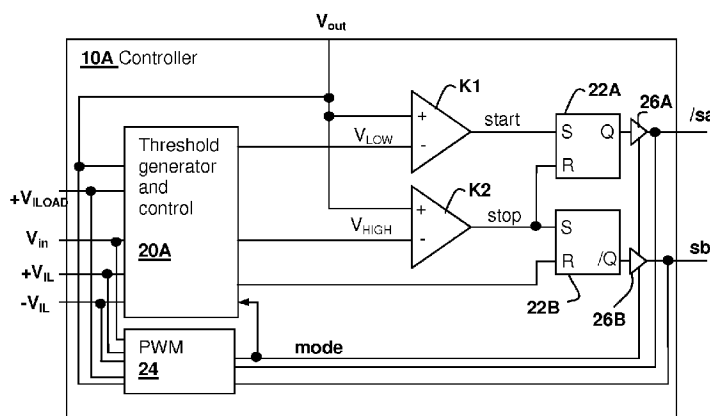 Vout
10A Controller
K1
22A
26A
/sa
Threshold generator and control
20A
VLOW
+
-
start
S Q
R
K2
+VILOAD
Vin
+VIL
-VIL
VHIGH
+
-
stop
S
R /Q
sb
22B
26B
PWM
24
mode